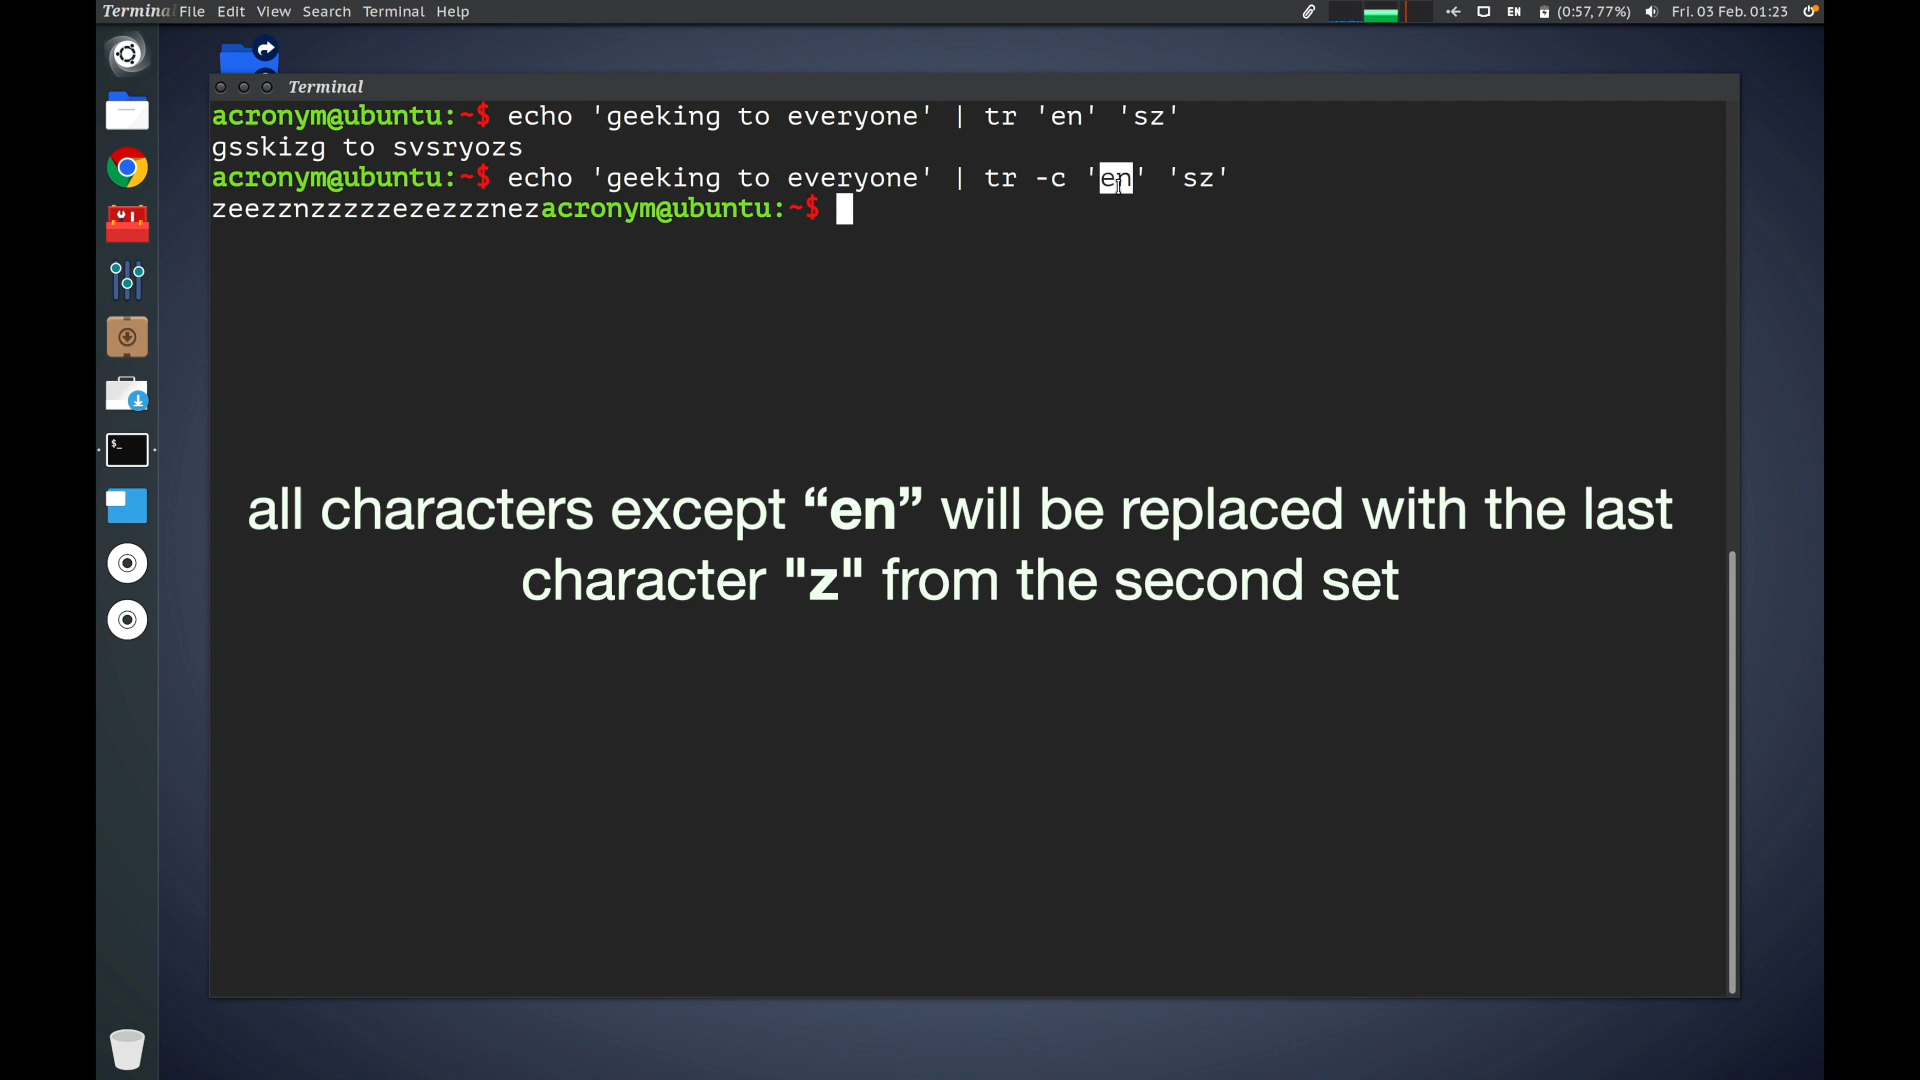 Terminal File Edit View Search Terminal Help EN (0:57, 77%) Fri. 03 Feb. 01:23
Terminal
acronym@ubuntu:~$ echo 'geeking to everyone' | tr 'en' 'sz'
gsskizg to svsryozs
acronym@ubuntu:~$ echo 'geeking to everyone' | tr -c 'en' 'sz'
zeezznzzzzzezezzznezacronym@ubuntu:~$
$_
all characters except “en” will be replaced with the last
character "z" from the second set